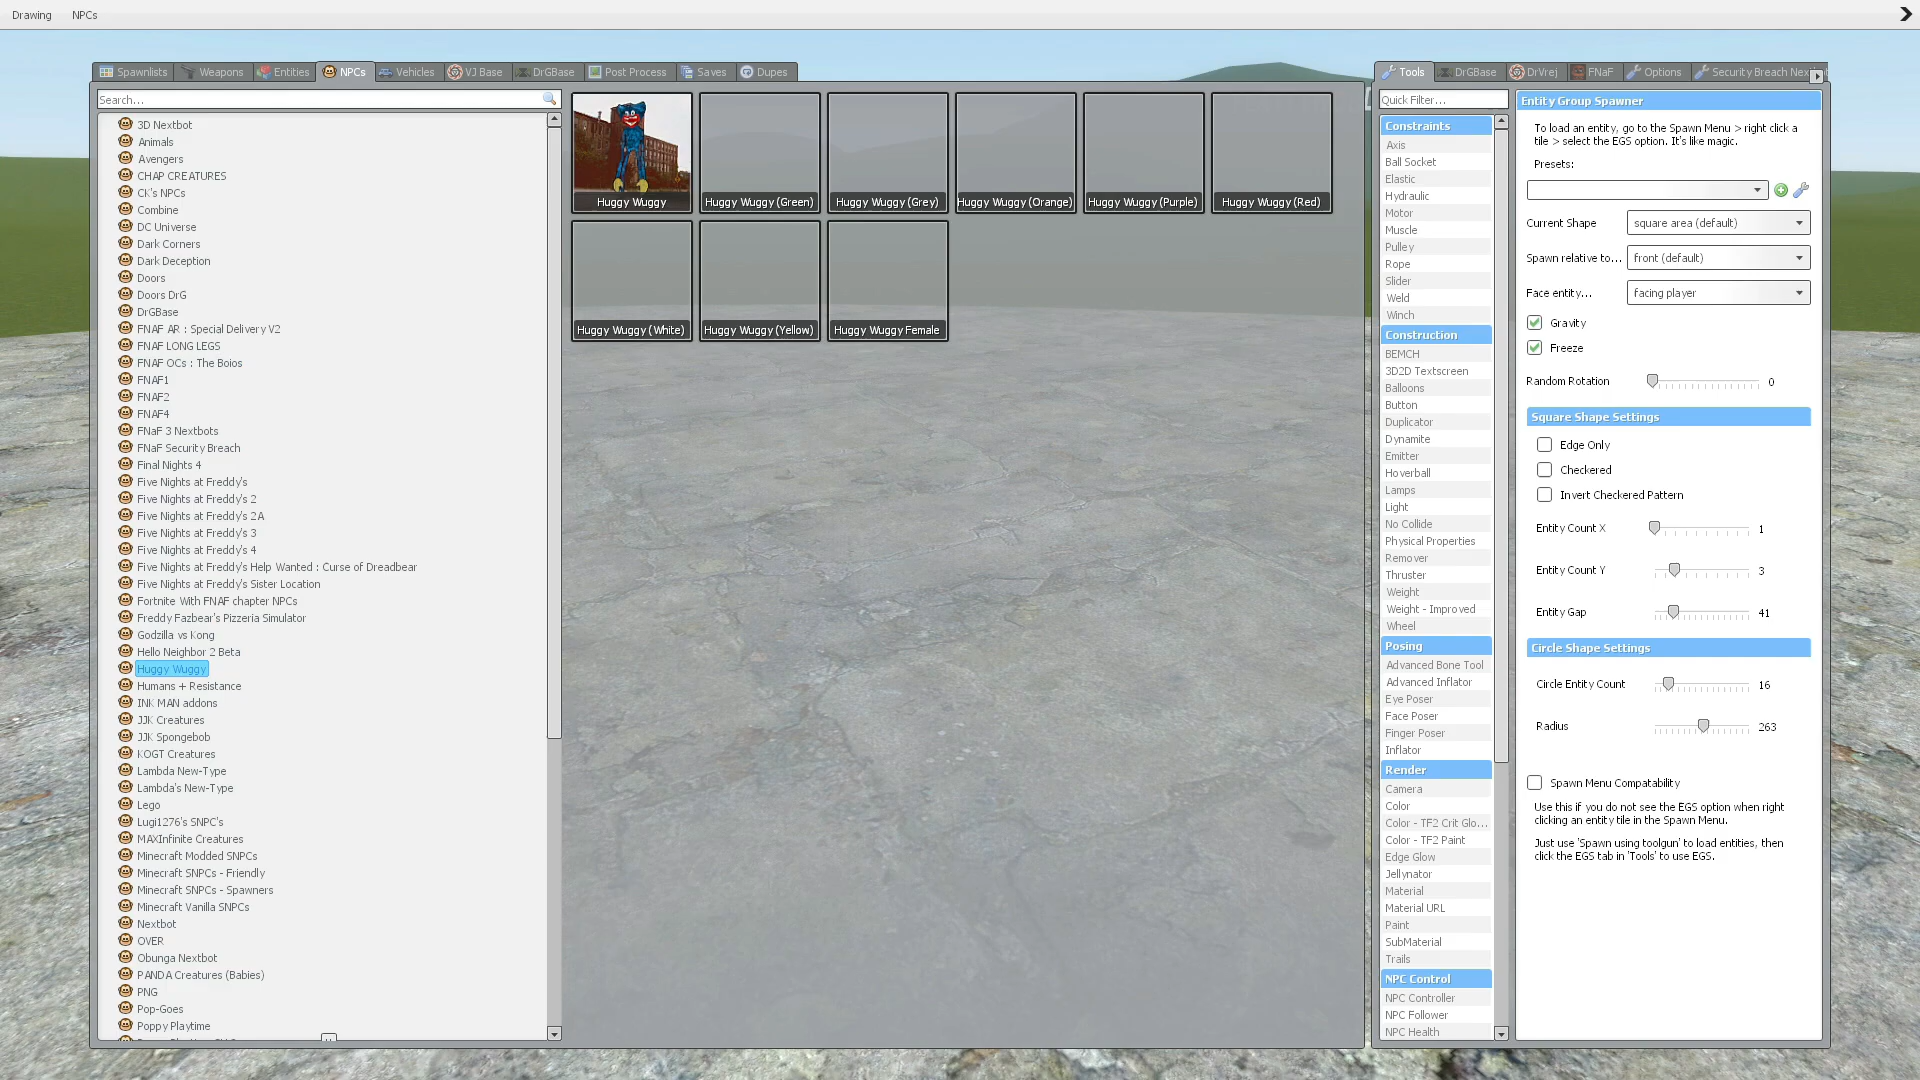 Drawing NPCs
Spawnlists Weapons Entities NPCs Vehicles VJ Base DrGBase Post Process Saves Dupes
Search...
3D Nextbot
Animals
Avengers
CHAP CREATURES
CK's NPCs
Combine
DC Universe
Dark Corners
Dark Deception
Doors
Doors DrG
DrGBase
FNAF AR : Special Delivery V2
FNAF LONG LEGS
FNAF OCs : The Boios
FNAF1
FNAF2
FNAF4
FNaF 3 Nextbots
FNaF Security Breach
Final Nights 4
Five Nights at Freddy's
Five Nights at Freddy's 2
Five Nights at Freddy's 2A
Five Nights at Freddy's 3
Five Nights at Freddy's 4
Five Nights at Freddy's Help Wanted : Curse of Dreadbear
Five Nights at Freddy's Sister Location
Fortnite With FNAF chapter NPCs
Freddy Fazbear's Pizzeria Simulator
Godzilla vs Kong
Hello Neighbor 2 Beta
Huggy Wuggy
Humans + Resistance
INK MAN addons
JJK Creatures
JJK Spongebob
KOGT Creatures
Lambda New-Type
Lambda's New-Type
Lego
Lugi1276's SNPC's
MAXInfinite Creatures
Minecraft Modded SNPCs
Minecraft SNPCs - Friendly
Minecraft SNPCs - Spawners
Minecraft Vanilla SNPCs
Nextbot
OVER
Obunga Nextbot
PANDA Creatures (Babies)
PNG
Pop-Goes
Poppy Playtime
Huggy Wuggy
Huggy Wuggy (Green)
Huggy Wuggy (Grey)
Huggy Wuggy (Orange)
Huggy Wuggy (Purple)
Huggy Wuggy (Red)
Huggy Wuggy (White)
Huggy Wuggy (Yellow)
Huggy Wuggy Female
Tools DrGBase DrVrej FNaF Options Security Breach
Quick Filter...
Constraints
Axis
Ball Socket
Elastic
Hydraulic
Motor
Muscle
Pulley
Rope
Slider
Weld
Winch
Construction
BEMCH
3D2D Textscreen
Balloons
Button
Duplicator
Dynamite
Emitter
Hoverball
Lamps
Light
No Collide
Physical Properties
Remover
Thruster
Weight
Weight - Improved
Wheel
Posing
Advanced Bone Tool
Advanced Inflator
Eye Poser
Face Poser
Finger Poser
Inflator
Render
Camera
Color
Color - TF2 Crit Glo...
Color - TF2 Paint
Edge Glow
Jellynator
Material
Material URL
Paint
SubMaterial
Trails
NPC Control
NPC Controller
NPC Follower
NPC Health
Entity Group Spawner
To load an entity, go to the Spawn Menu > right click a
tile > select the EGS option. It's like magic.
Presets:
Current Shape square area (default)
Spawn relative to... front (default)
Face entity... facing player
Gravity
Freeze
Random Rotation 0
Square Shape Settings
Edge Only
Checkered
Invert Checkered Pattern
Entity Count X 1
Entity Count Y 3
Entity Gap 41
Circle Shape Settings
Circle Entity Count 16
Radius 263
Spawn Menu Compatability
Use this if you do not see the EGS option when right
clicking an entity tile in the Spawn Menu.
Just use 'Spawn using toolgun' to load entities, then
click the EGS tab in 'Tools' to use EGS.